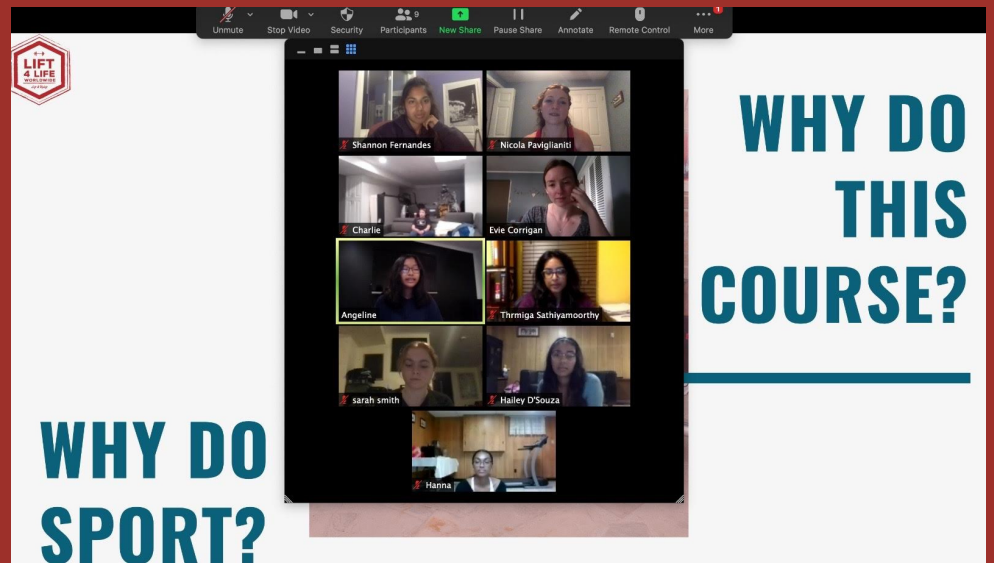 Unmute
Stop Video
Security
Participants
9
New Share
Pause Share
Annotate
Remote Control
More
1
LIFT
4 LIFE
WORLDWIDE
Shannon Fernandes
Nicola Paviglianiti
Charlie
Evie Corrigan
Angeline
Thrmiga Sathiyamoorthy
sarah smith
Hailey D'Souza
Hanna
WHY DO
THIS
COURSE?
WHY DO
SPORT?